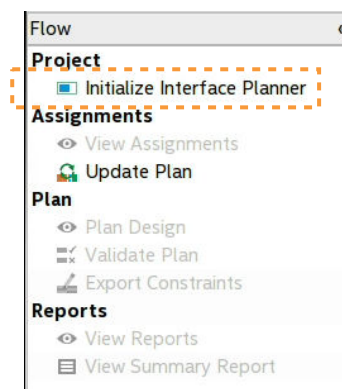 Flow
Project
Initialize Interface Planner
Assignments
View Assignments
Update Plan
Plan
Plan Design
Validate Plan
Export Constraints
Reports
View Reports
View Summary Report